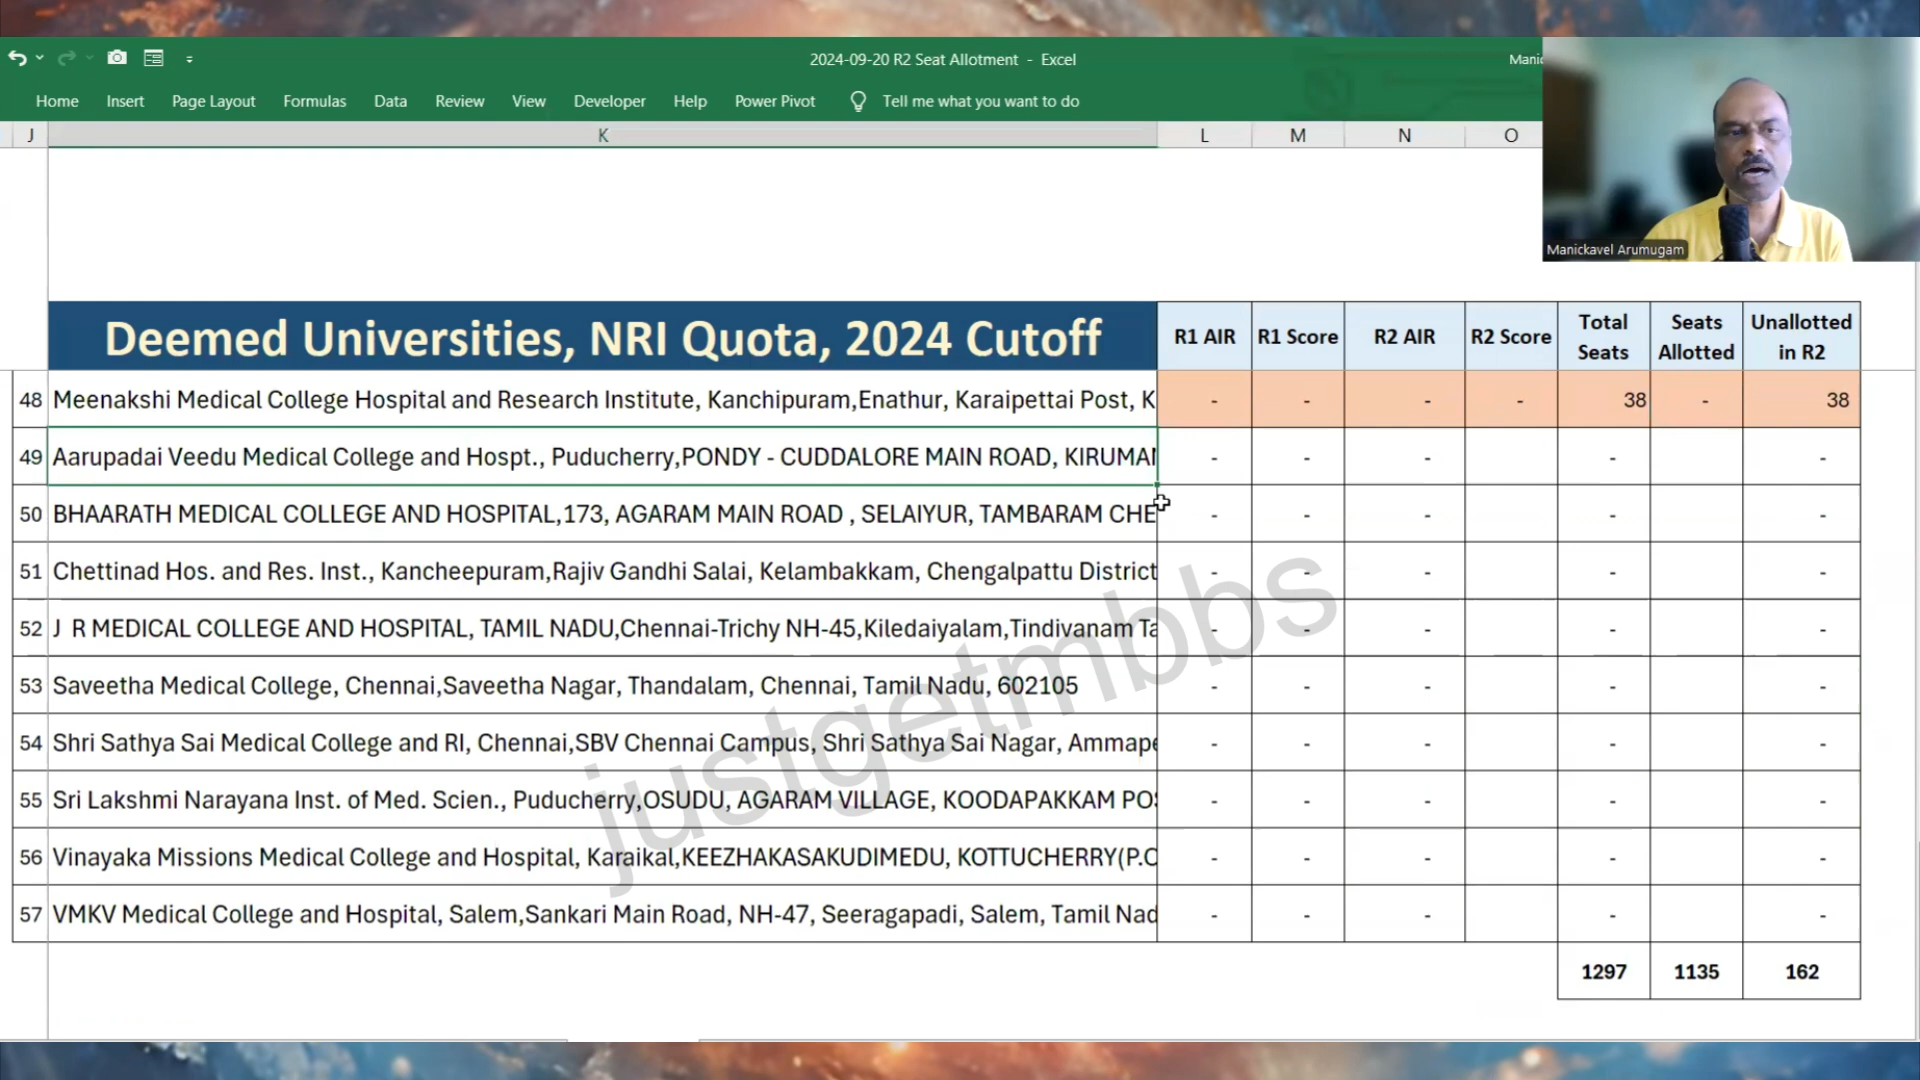 2024-09-20 R2 Seat Allotment - Excel
Manic
Home Insert Page Layout Formulas Data Review View Developer Help Power Pivot Tell me what you want to do
J K L M N O
Manickavel Arumugam
Deemed Universities, NRI Quota, 2024 Cutoff R1 AIR R1 Score R2 AIR R2 Score Total Seats Seats Allotted Unallotted in R2
48 Meenakshi Medical College Hospital and Research Institute, Kanchipuram,Enathur, Karaipettai Post, K - - - - 38 - 38
49 Aarupadai Veedu Medical College and Hospt., Puducherry,PONDY - CUDDALORE MAIN ROAD, KIRUMAN - - - - -
50 BHAARATH MEDICAL COLLEGE AND HOSPITAL,173, AGARAM MAIN ROAD , SELAIYUR, TAMBARAM CHE - - - - -
51 Chettinad Hos. and Res. Inst., Kancheepuram,Rajiv Gandhi Salai, Kelambakkam, Chengalpattu District - - - - -
52 J R MEDICAL COLLEGE AND HOSPITAL, TAMIL NADU,Chennai-Trichy NH-45,Kiledaiyalam,Tindivanam Ta - - - - -
53 Saveetha Medical College, Chennai,Saveetha Nagar, Thandalam, Chennai, Tamil Nadu, 602105 - - - - -
54 Shri Sathya Sai Medical College and RI, Chennai,SBV Chennai Campus, Shri Sathya Sai Nagar, Ammape - - - - -
55 Sri Lakshmi Narayana Inst. of Med. Scien., Puducherry,OSUDU, AGARAM VILLAGE, KOODAPAKKAM POS - - - - -
56 Vinayaka Missions Medical College and Hospital, Karaikal,KEEZHAKASAKUDIMEDU, KOTTUCHERRY(P.O - - - - -
57 VMKV Medical College and Hospital, Salem,Sankari Main Road, NH-47, Seeragapadi, Salem, Tamil Nad - - - - -
1297 1135 162
justgetmbbs